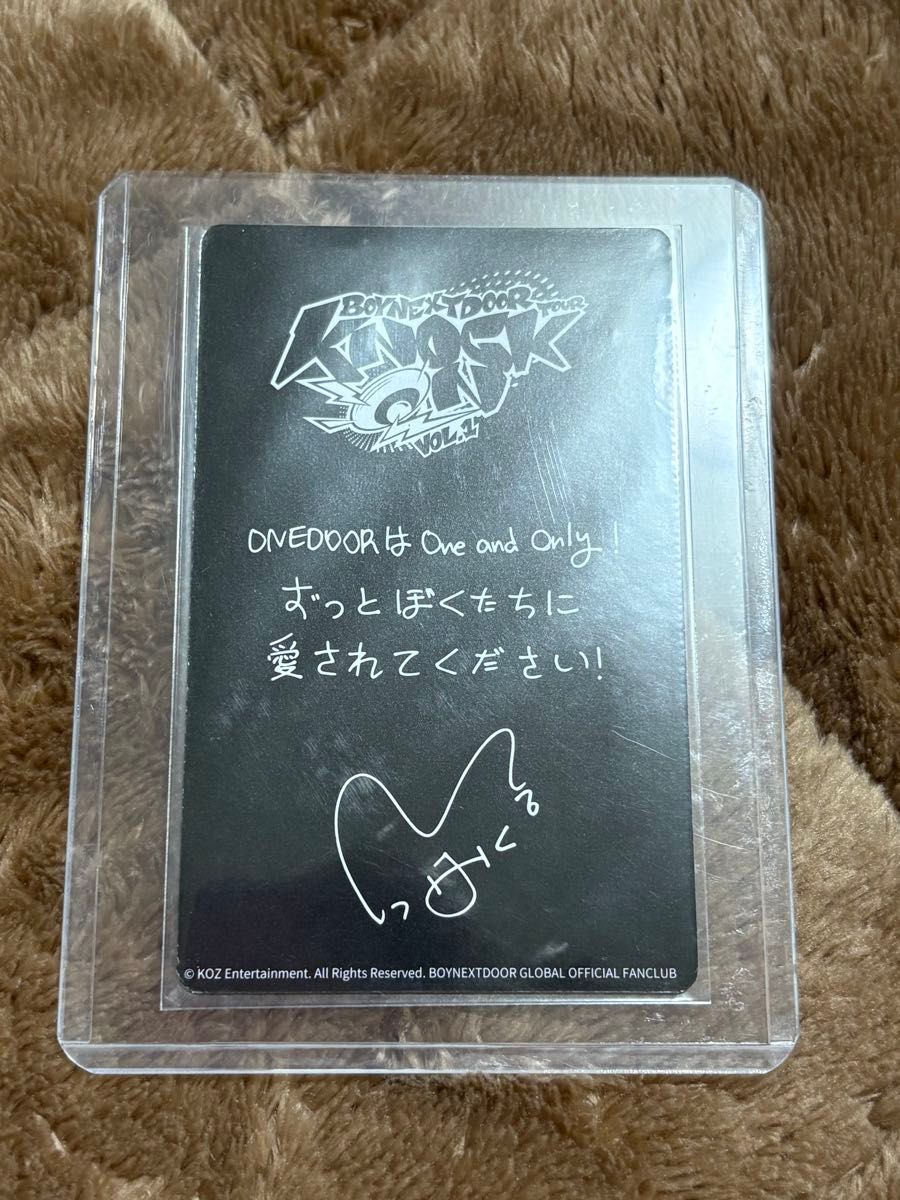 BOYNEXTDOOR TOUR
KNOCK ON
VOL.1
ONEDOORは One and Only!
ずっとぼくたちに
愛されてください!
© KOZ Entertainment. All Rights Reserved. BOYNEXTDOOR GLOBAL OFFICIAL FANCLUB